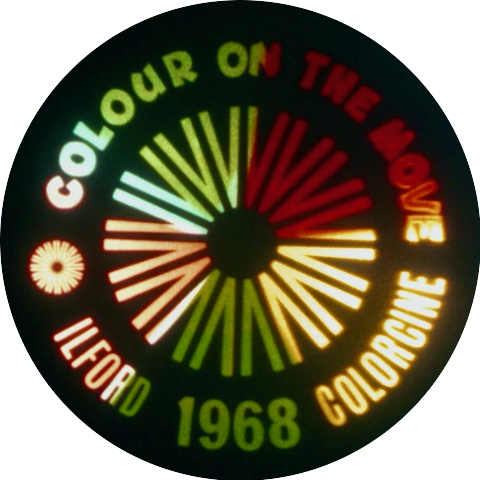 COLOUR ON THE MOVE
ILFORD 1968 COLORCINE